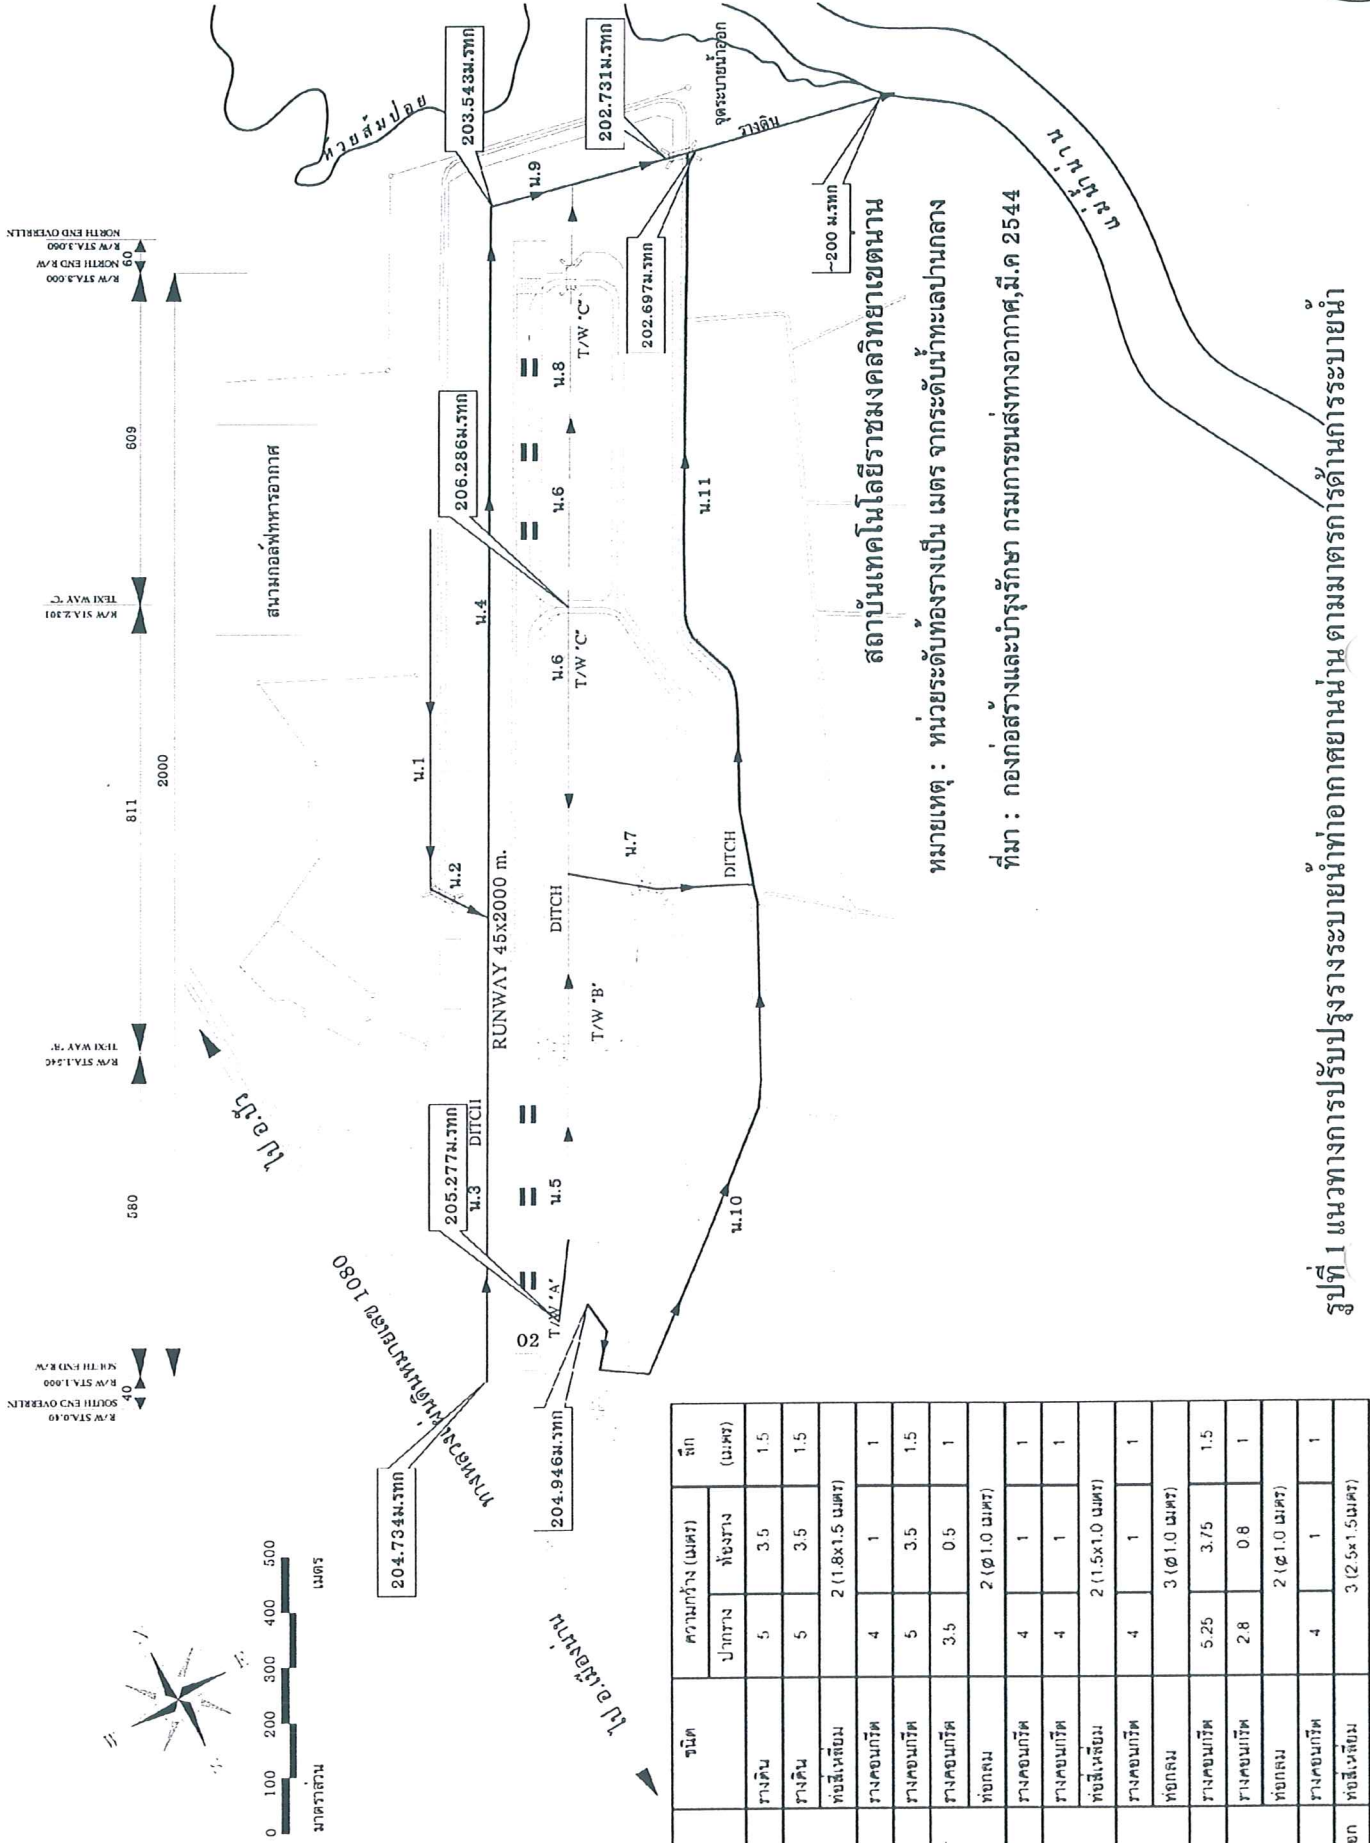 R/W STA.0.40
SOUTH END OVERRLLN
40
R/W STA.1.000
SOUTH END R/W
580
R/W STA.1.540
TEXI WAY "B"
811
R/W STA.2.301
TEXI WAY "C"
609
R/W STA.3.000
NORTH END R/W
60
R/W STA.3.060
NORTH END OVERRLLN
2000
0 100 200 300 400 500
มาตราส่วน
เมตร
ไป อ.ปัว
ทางหลวงแผ่นดินหมายเลข 1080
ไป อ.เมืองน่าน
สนามกอล์ฟทหารอากาศ
ห้วยส้มป่อย
204.734ม.รทก
205.277ม.รทก
204.946ม.รทก
206.286ม.รทก
203.543ม.รทก
202.731ม.รทก
202.697ม.รทก
~200 ม.รทก
น.1
น.2
น.3
DITCH
น.4
RUNWAY 45x2000 m.
02
T/W "A"
น.5
T/W "B"
DITCH
น.6
T/W "C"
น.6
น.8
T/W "C"
น.9
น.7
DITCH
น.10
น.11
จุดระบายน้ำออก
รางดิน
แม่น้ำน่าน
สถาบันเทคโนโลยีราชมงคลวิทยาเขตน่าน
หมายเหตุ : หน่วยระดับท้องรางเป็น เมตร จากระดับน้ำทะเลปานกลาง
ที่มา : กองก่อสร้างและบำรุงรักษา กรมการขนส่งทางอากาศ,มี.ค 2544
ชนิด ความกว้าง (เมตร) ลึก
ปากราง ท้องราง (เมตร)
รางดิน 5 3.5 1.5
รางดิน 5 3.5 1.5
ท่อสี่เหลี่ยม 2 (1.8x1.5 เมตร)
รางคอนกรีต 4 1 1
รางคอนกรีต 5 3.5 1.5
รางคอนกรีต 3.5 0.5 1
ท่อกลม 2 (ø1.0 เมตร)
รางคอนกรีต 4 1 1
รางคอนกรีต 4 1 1
ท่อสี่เหลี่ยม 2 (1.5x1.0 เมตร)
รางคอนกรีต 4 1 1
ท่อกลม 3 (ø1.0 เมตร)
รางคอนกรีต 5.25 3.75 1.5
รางคอนกรีต 2.8 0.8 1
ท่อกลม 2 (ø1.0 เมตร)
รางคอนกรีต 4 1 1
ท่อสี่เหลี่ยม 3 (2.5x1.5เมตร)
รูปที่ 1 แนวทางการปรับปรุงรางระบายน้ำท่าอากาศยานน่าน ตามมาตรการด้านการระบายน้ำ